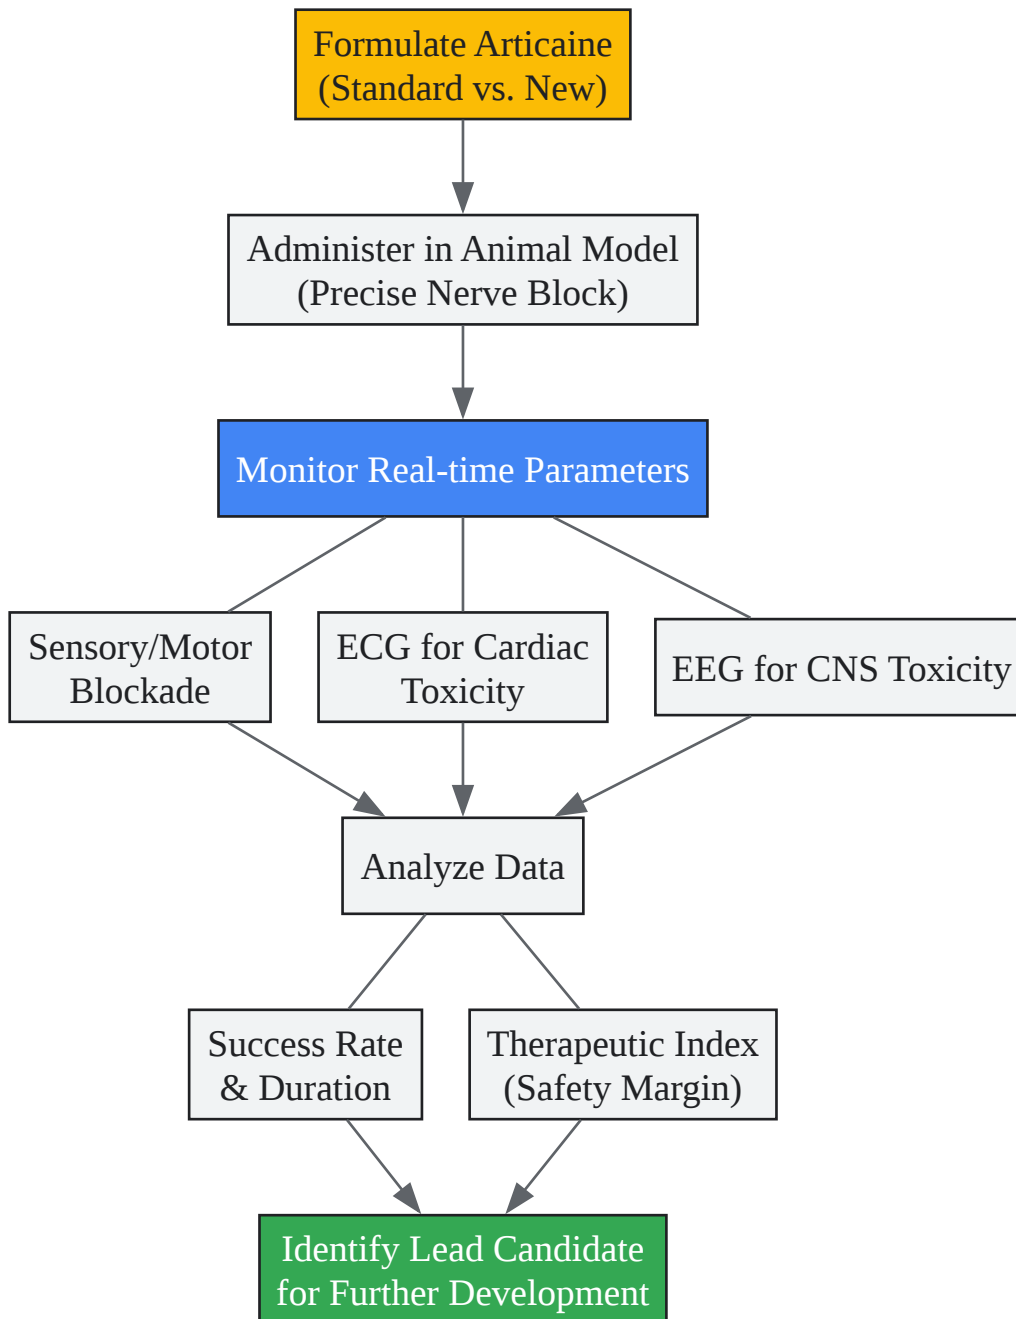 Formulate Articaine
(Standard vs. New)
Administer in Animal Model
(Precise Nerve Block)
Monitor Real-time Parameters
Sensory/Motor
Blockade
ECG for Cardiac
Toxicity
EEG for CNS Toxicity
Analyze Data
Success Rate
& Duration
Therapeutic Index
(Safety Margin)
Identify Lead Candidate
for Further Development